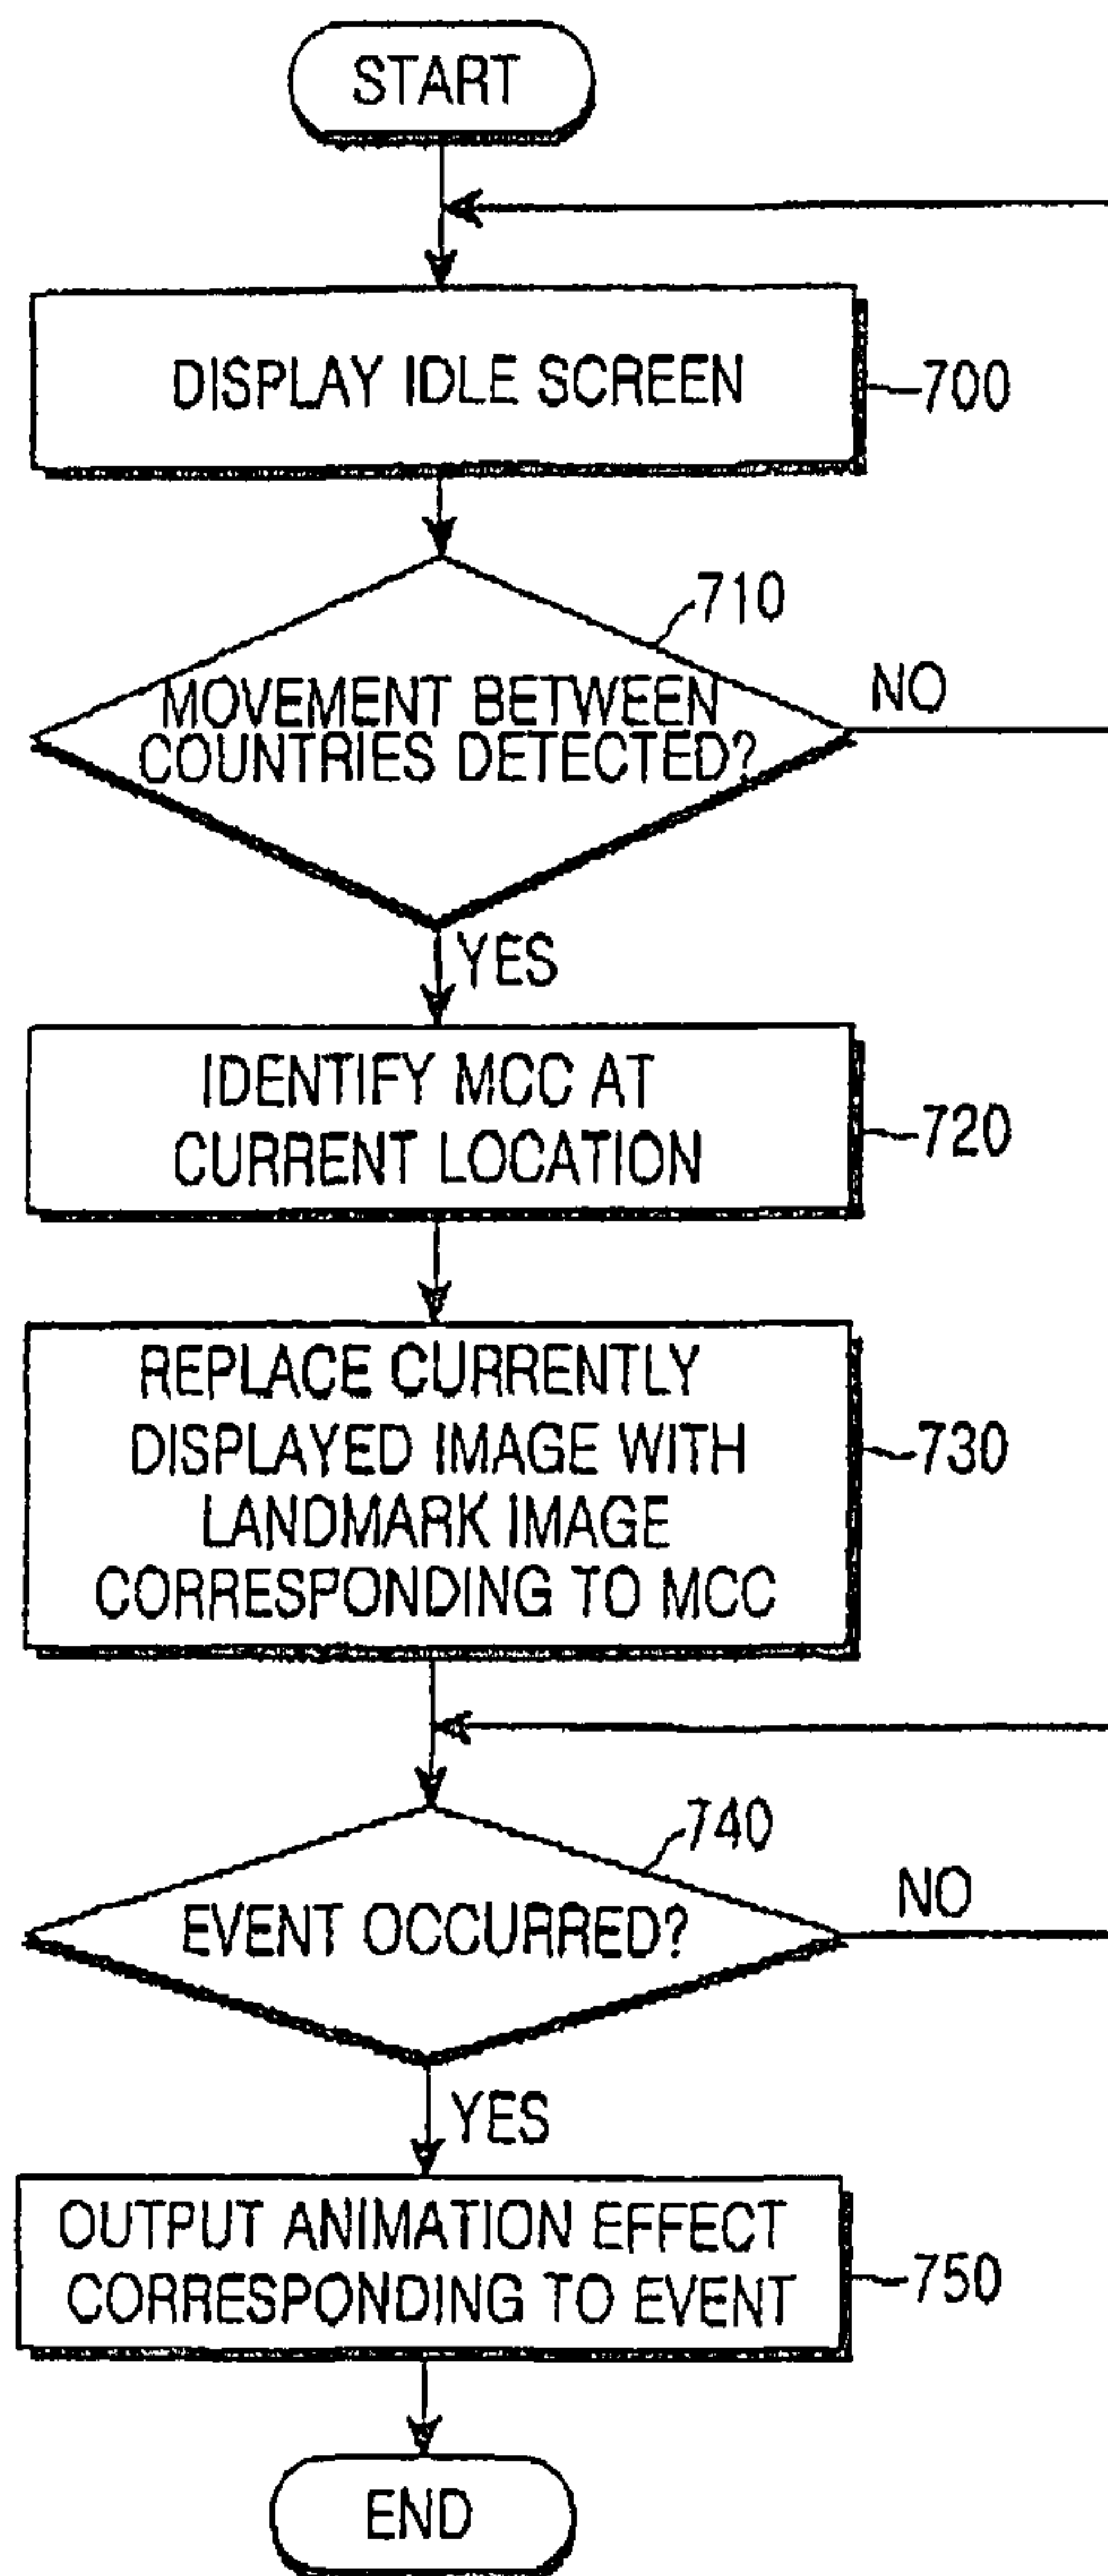 START
DISPLAY IDLE SCREEN
700
710
MOVEMENT BETWEEN
COUNTRIES DETECTED?
NO
YES
IDENTIFY MCC AT
CURRENT LOCATION
720
REPLACE CURRENTLY
DISPLAYED IMAGE WITH
LANDMARK IMAGE
CORRESPONDING TO MCC
730
740
EVENT OCCURRED?
NO
YES
OUTPUT ANIMATION EFFECT
CORRESPONDING TO EVENT
750
END